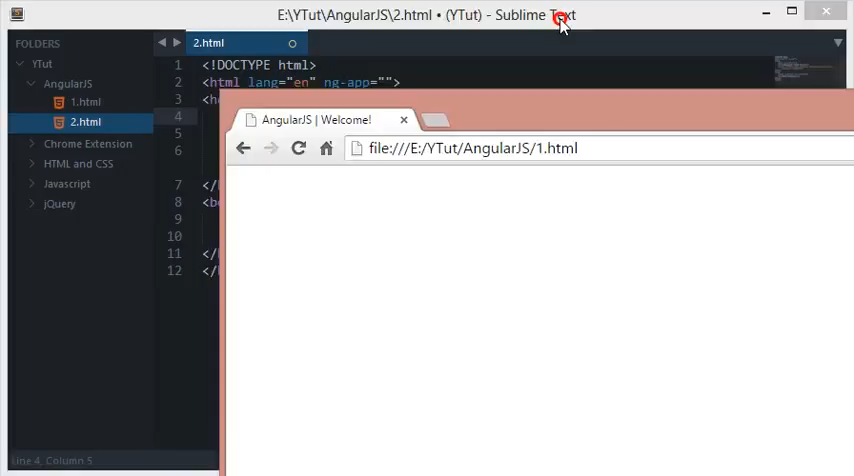 E:\YTut\AngularJS\2.html • (YTut) - Sublime Text
FOLDERS
YTut
AngularJS
1.html
2.html
Chrome Extension
HTML and CSS
Javascript
jQuery
2.html
1 <!DOCTYPE html>
2 <html lang="en" ng-app="">
3 <h
4
5
6
7 </
8 <b
9
10
11 </
12 </
AngularJS | Welcome!
file:///E:/YTut/AngularJS/1.html
Line 4, Column 5